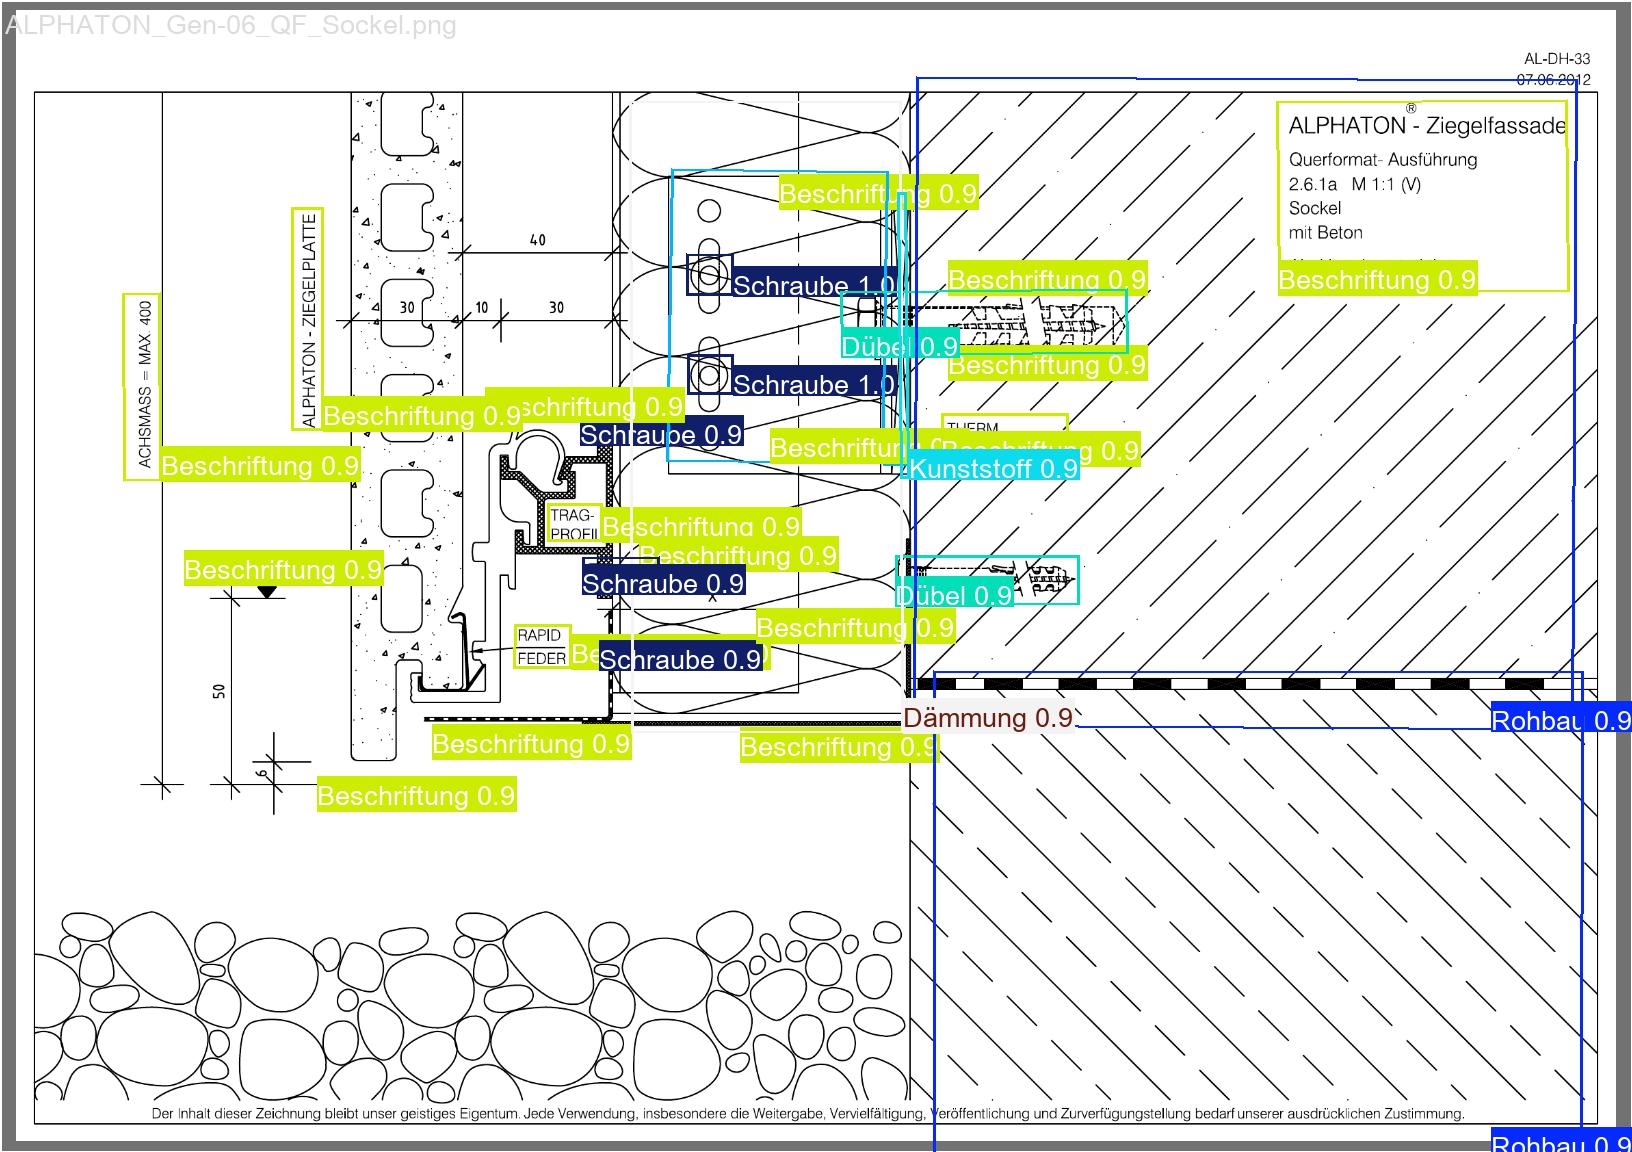 ALPHATON_Gen-06_QF_Sockel.png
AL-DH-33
07.06.2012
ALPHATON® - Ziegelfassade
Querformat- Ausführung
2.6.1a M 1:1 (V)
Sockel
mit Beton
Beschriftung 0.9
Beschriftung 0.9
Beschriftung 0.9
ALPHATON - ZIEGELPLATTE
ACHSMASS = MAX. 400
40
30
10
30
Schraube 1.0
Dübel 0.9
Beschriftung 0.9
Schraube 1.0
Beschriftung 0.9
schriftung 0.9
Schraube 0.9
THERM
Beschriftung 0.9
Beschriftung 0.9
Beschriftung 0.9
Kunststoff 0.9
TRAG-
PROFIL
Beschriftung 0.9
Beschriftung 0.9
Beschriftung 0.9
Schraube 0.9
Dübel 0.9
Beschriftung 0.9
RAPID
FEDER
Schraube 0.9
50
Dämmung 0.9
Rohbau 0.9
Beschriftung 0.9
Beschriftung 0.9
6
Beschriftung 0.9
Der Inhalt dieser Zeichnung bleibt unser geistiges Eigentum. Jede Verwendung, insbesondere die Weitergabe, Vervielfältigung, Veröffentlichung und Zurverfügungstellung bedarf unserer ausdrücklichen Zustimmung.
Rohbau 0.9